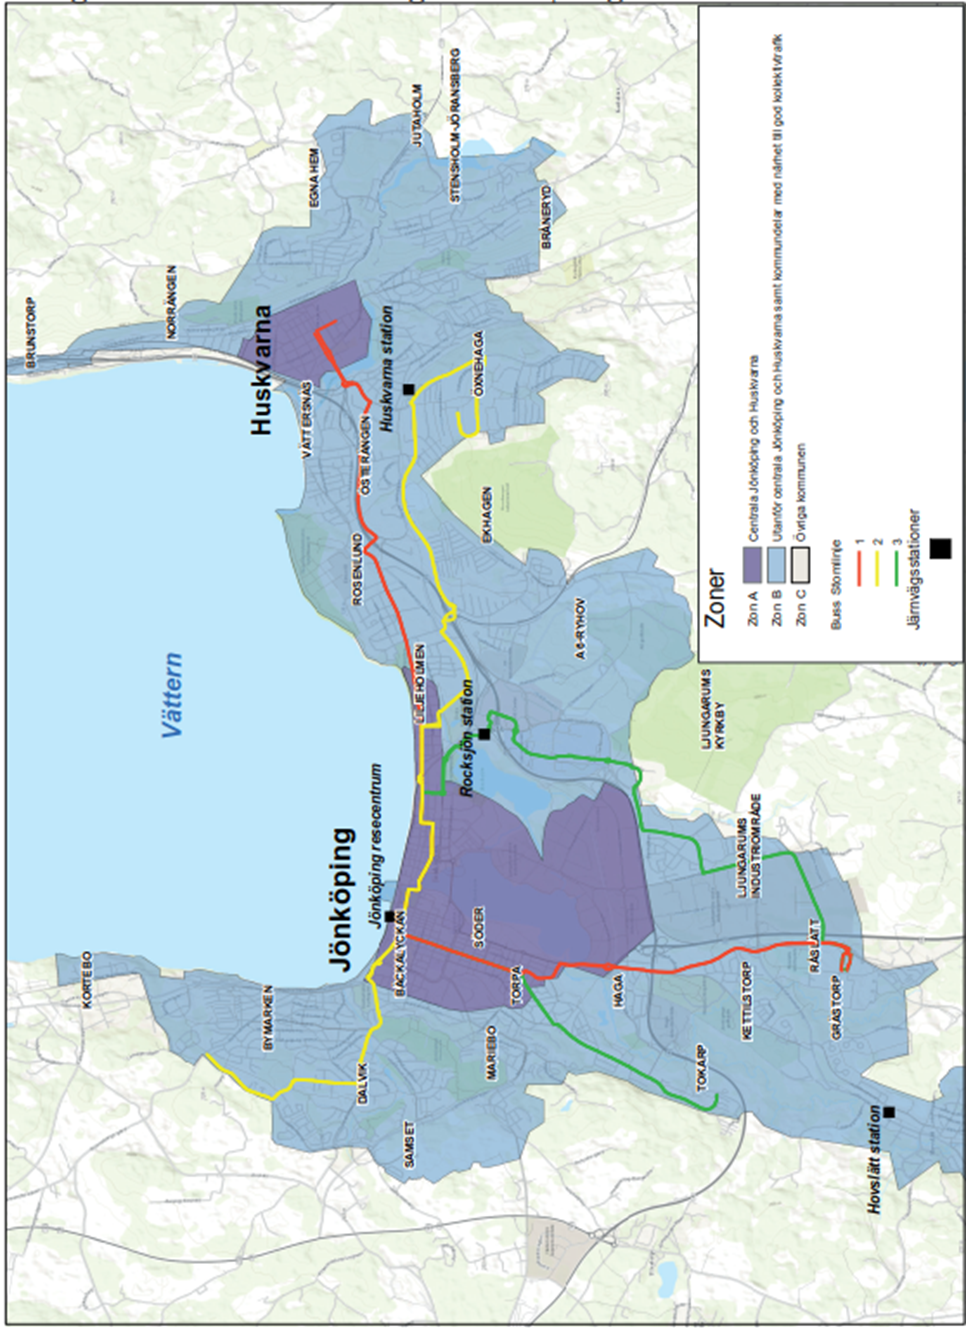 KORTEBO
BYMARKEN
DALVIK
SAMSET
MARIEBO
TORPA
BÄCKALYCKAN
SÖDER
HAGA
TOKARP
KETTILSTORP
RÅSLÄTT
GRÄSTORP
Hovslätt station
Jönköping
Jönköping resecentrum
Vättern
LILJEHOLMEN
Rocksjön station
LJUNGARUMS
INDUSTRIOMRÅDE
LJUNGARUMS
KYRKBY
A6-RYHOV
ROSENLUND
EKHAGEN
ÖSTERÄNGEN
VÄTTERSNÄS
Huskvarna
Huskvarna station
ÖXNEHAGA
BRUNSTORP
NORRÄNGEN
EGNA HEM
JUTAHOLM
STENSHOLM-JÖRANSBERG
BRÅNERYD
Zoner
Zon A Centrala Jönköping och Huskvarna
Zon B Utanför centrala Jönköping och Huskvarna samt kommundelar med närhet till god kollektivtrafik
Zon C Övriga kommunen
Buss Stomlinje
1
2
3
Järnvägsstationer